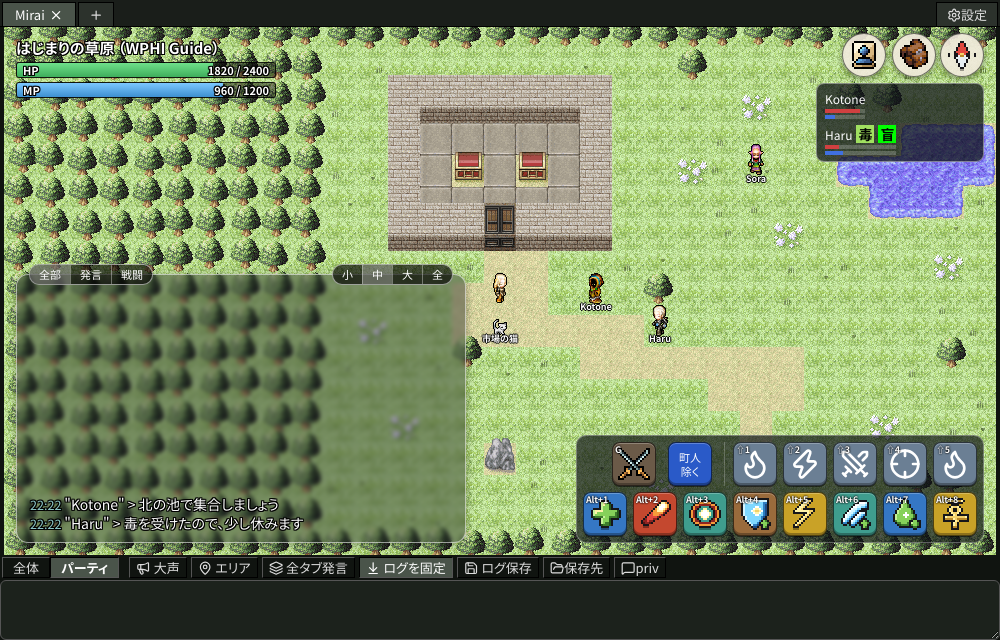 Mirai
設定
はじまりの草原 (WPHI Guide)
HP 1820 / 2400
MP 960 / 1200
Kotone
Haru 毒 盲
Sora
全部 発言 戦闘
小 中 大 全
Kotone
市場の猫
Haru
22:22 "Kotone" > 北の池で集合しましょう
22:22 "Haru" > 毒を受けたので、少し休みます
G 町人除く ⇧1 ⇧2 ⇧3 ⇧4 ⇧5
Alt+1 Alt+2 Alt+3 Alt+4 Alt+5 Alt+6 Alt+7 Alt+8
全体 パーティ 大声 エリア 全タブ発言 ログを固定 ログ保存 保存先 priv